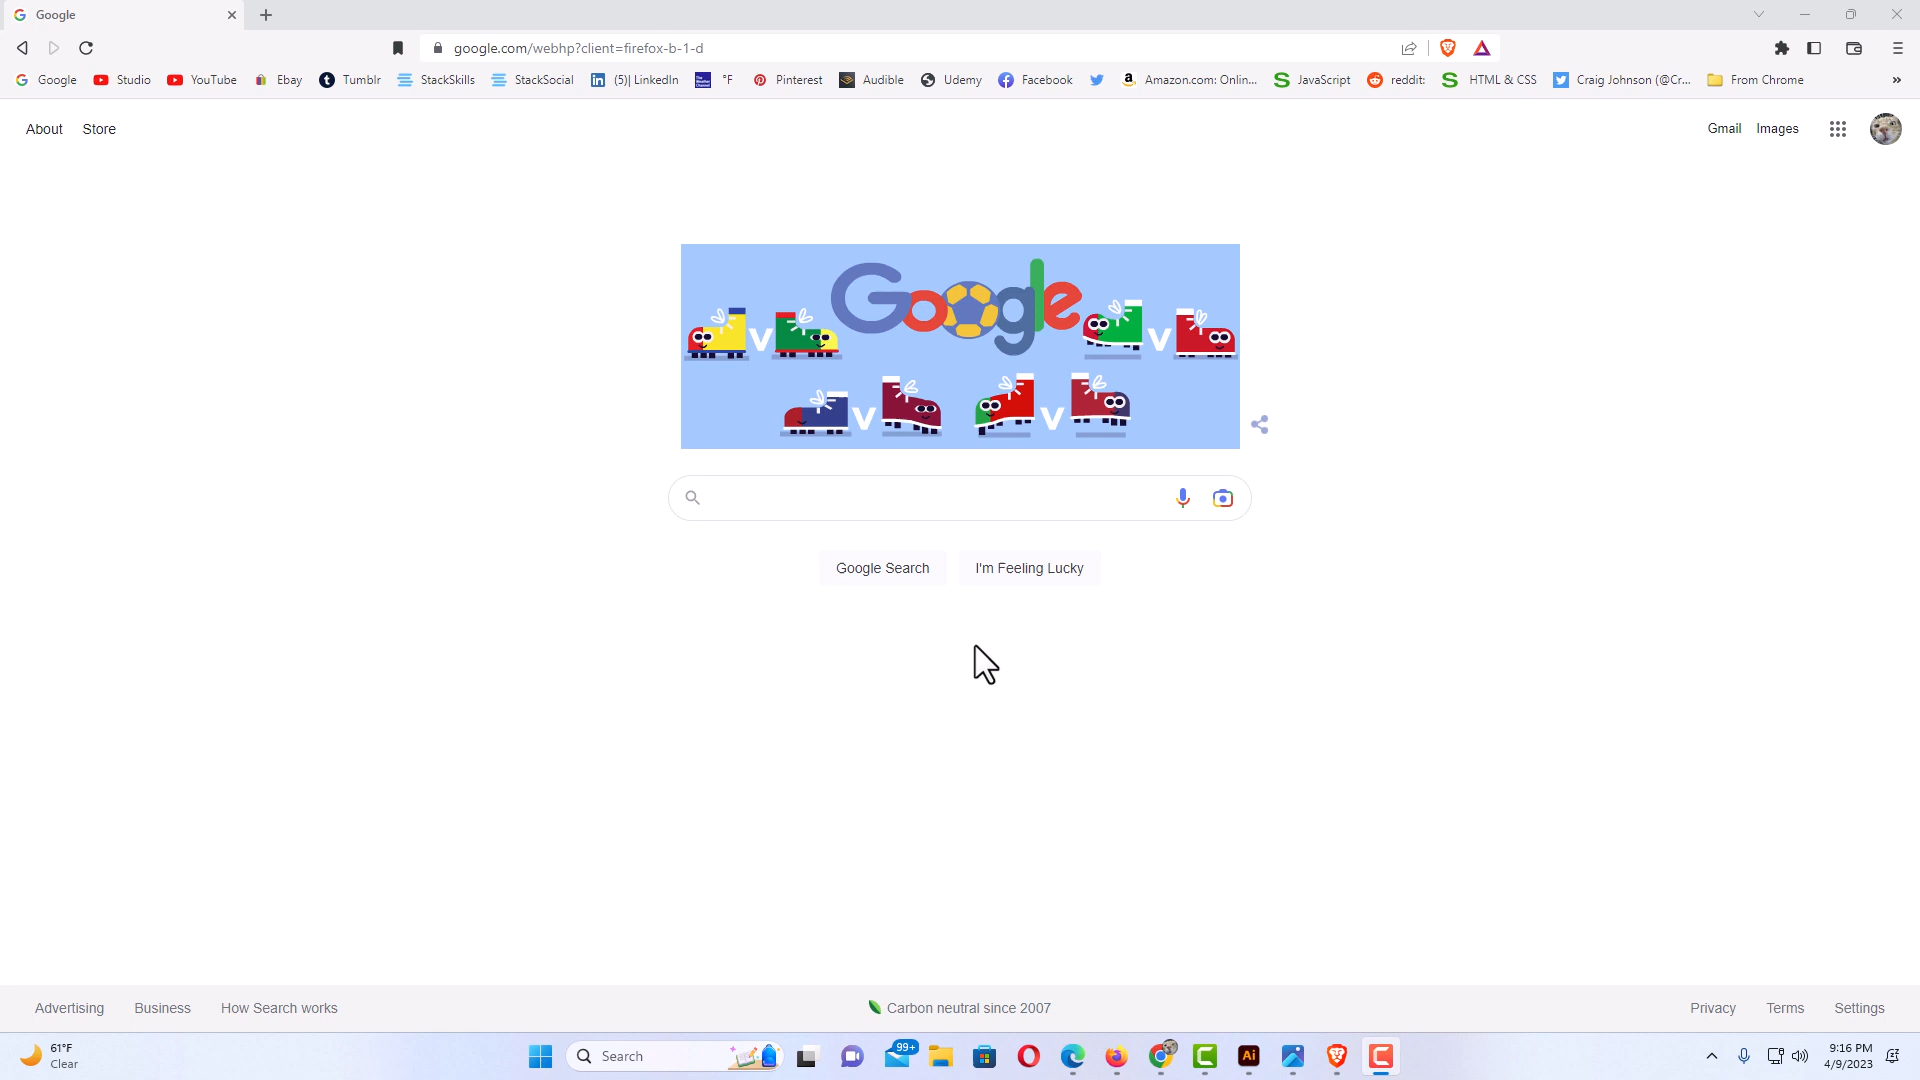 Google
google.com/webhp?client=firefox-b-1-d
Google Studio YouTube Ebay Tumblr StackSkills StackSocial (5)| LinkedIn °F Pinterest Audible Udemy Facebook Amazon.com: Onlin... JavaScript reddit: HTML & CSS Craig Johnson (@Cr... From Chrome »
About Store Gmail Images
Google
V V
V V
Google Search I'm Feeling Lucky
Advertising Business How Search works Carbon neutral since 2007 Privacy Terms Settings
61°F
Clear
Search
99+
Ai
9:16 PM
4/9/2023